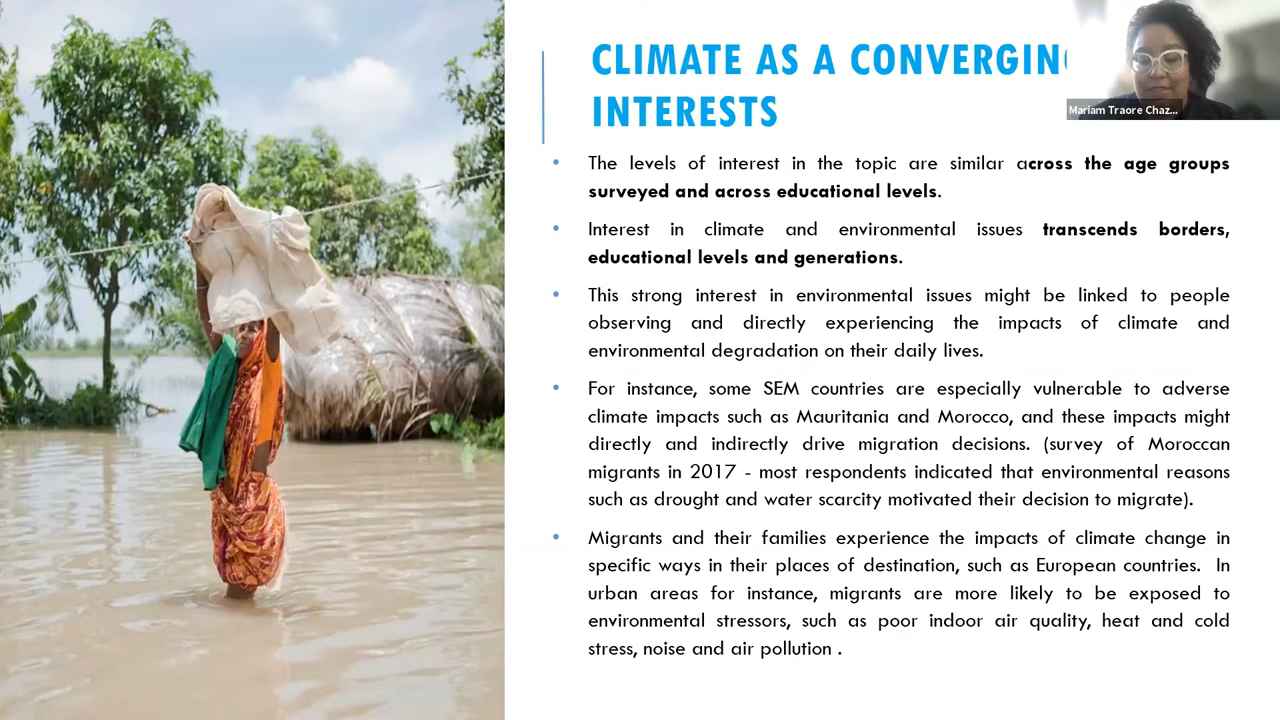 CLIMATE AS A CONVERGING
INTERESTS
Mariam Traore Chaz...
• The levels of interest in the topic are similar across the age groups
surveyed and across educational levels.
• Interest in climate and environmental issues transcends borders,
educational levels and generations.
• This strong interest in environmental issues might be linked to people
observing and directly experiencing the impacts of climate and
environmental degradation on their daily lives.
• For instance, some SEM countries are especially vulnerable to adverse
climate impacts such as Mauritania and Morocco, and these impacts might
directly and indirectly drive migration decisions. (survey of Moroccan
migrants in 2017 - most respondents indicated that environmental reasons
such as drought and water scarcity motivated their decision to migrate).
• Migrants and their families experience the impacts of climate change in
specific ways in their places of destination, such as European countries. In
urban areas for instance, migrants are more likely to be exposed to
environmental stressors, such as poor indoor air quality, heat and cold
stress, noise and air pollution .